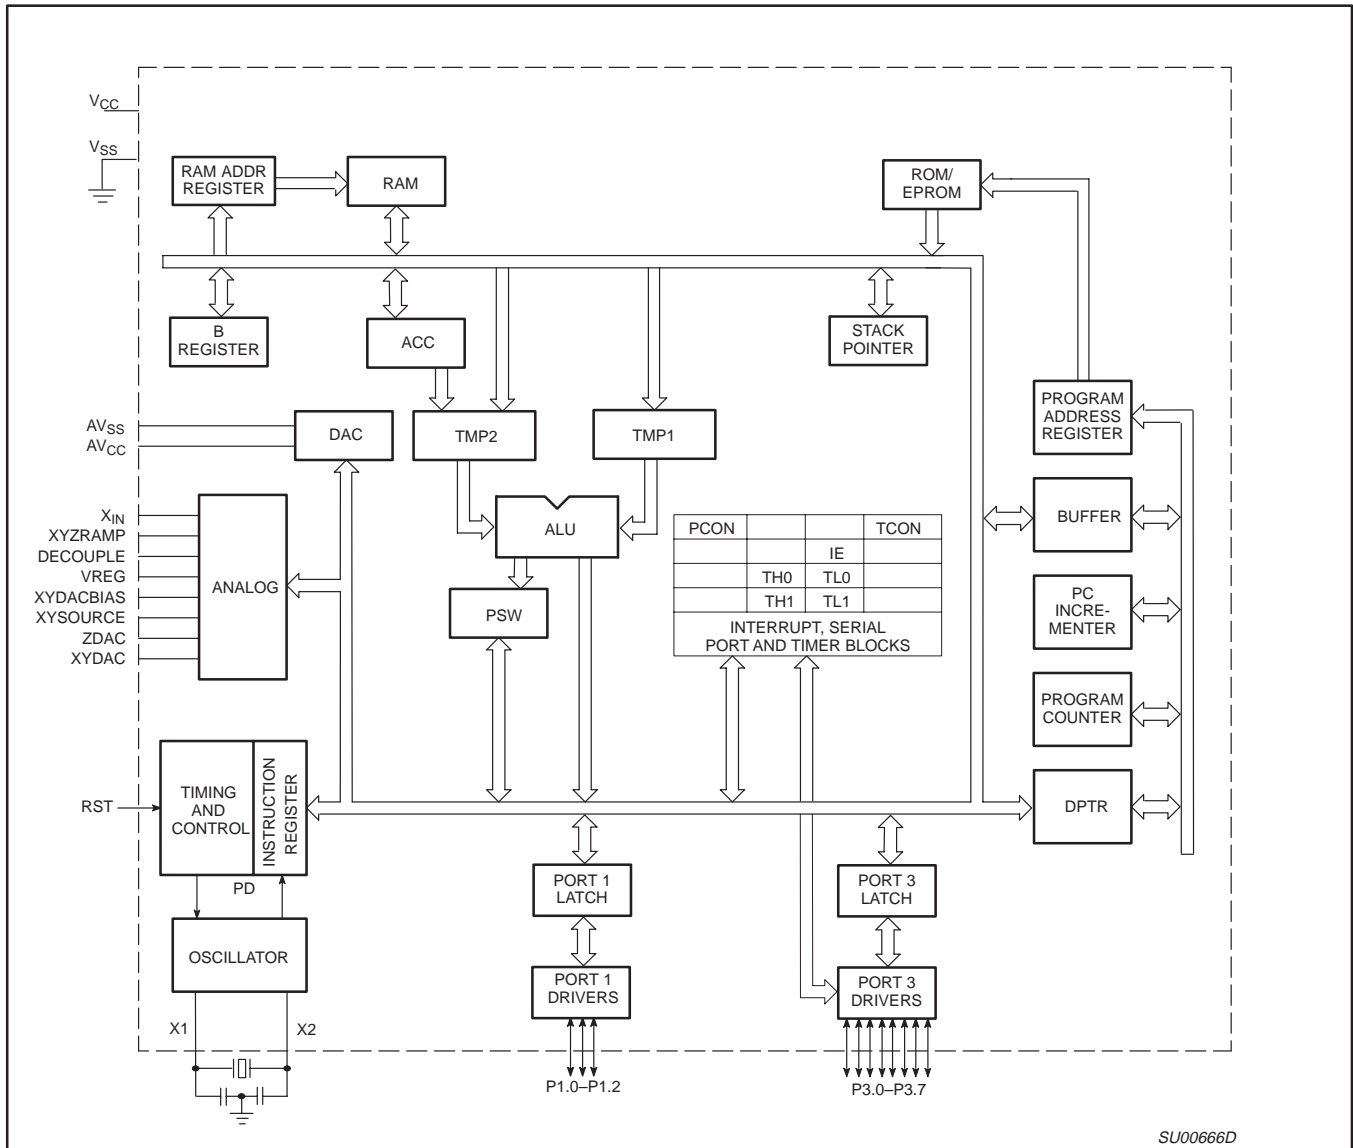 VCC
VSS
RAM ADDR
REGISTER
RAM
ROM/
EPROM
B
REGISTER
ACC
STACK
POINTER
PROGRAM
ADDRESS
REGISTER
AVSS
AVCC
DAC
TMP2
TMP1
XIN
XYZRAMP
DECOUPLE
VREG
XYDACBIAS
XYSOURCE
ZDAC
XYDAC
ANALOG
ALU
PSW
PCON TCON
IE
TH0 TL0
TH1 TL1
INTERRUPT, SERIAL
PORT AND TIMER BLOCKS
BUFFER
PC
INCRE-
MENTER
PROGRAM
COUNTER
DPTR
RST
TIMING
AND
CONTROL
INSTRUCTION
REGISTER
PD
OSCILLATOR
X1
X2
PORT 1
LATCH
PORT 1
DRIVERS
P1.0–P1.2
PORT 3
LATCH
PORT 3
DRIVERS
P3.0–P3.7
SU00666D